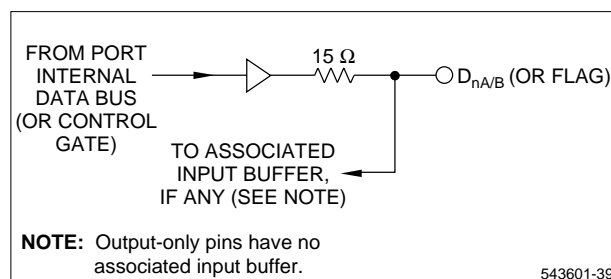 FROM PORT
INTERNAL
DATA BUS
(OR CONTROL
GATE)
15 Ω
DnA/B (OR FLAG)
TO ASSOCIATED
INPUT BUFFER,
IF ANY (SEE NOTE)
NOTE: Output-only pins have no
associated input buffer.
543601-39